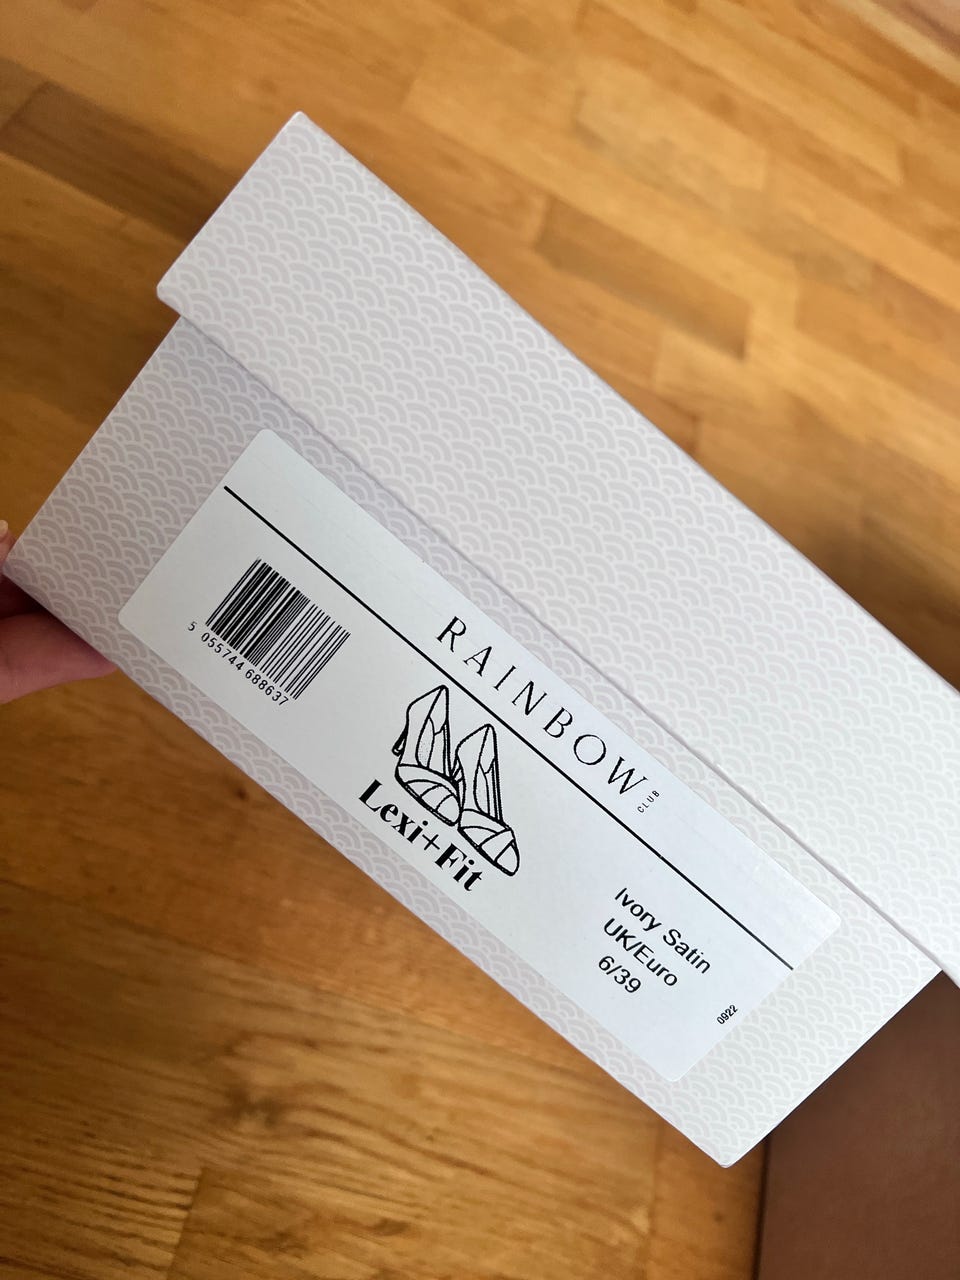 RAINBOW
CLUB
5 055744 688637
Lexi+Fit
Ivory Satin
UK/Euro
6/39
0922